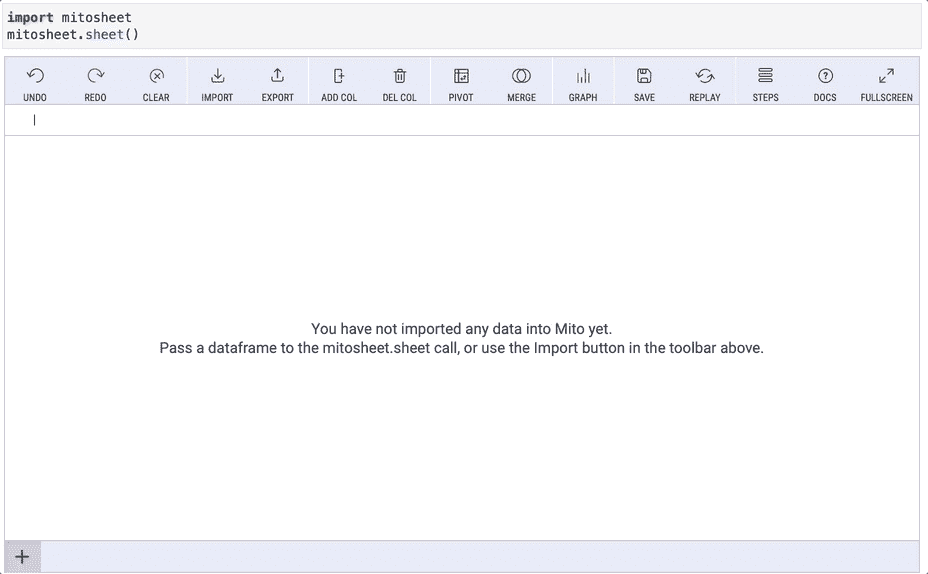 import mitosheet
mitosheet.sheet()
UNDO REDO CLEAR IMPORT EXPORT ADD COL DEL COL PIVOT MERGE GRAPH SAVE REPLAY STEPS DOCS FULLSCREEN
You have not imported any data into Mito yet.
Pass a dataframe to the mitosheet.sheet call, or use the Import button in the toolbar above.
+